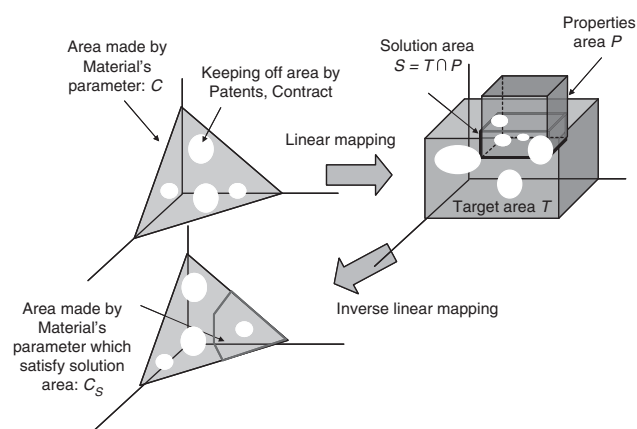 Area made by
Material's
parameter: C
Keeping off area by
Patents, Contract
Linear mapping
Solution area
S = T ∩ P
Properties
area P
Target area T
Inverse linear mapping
Area made by
Material's
parameter which
satisfy solution
area: C_S